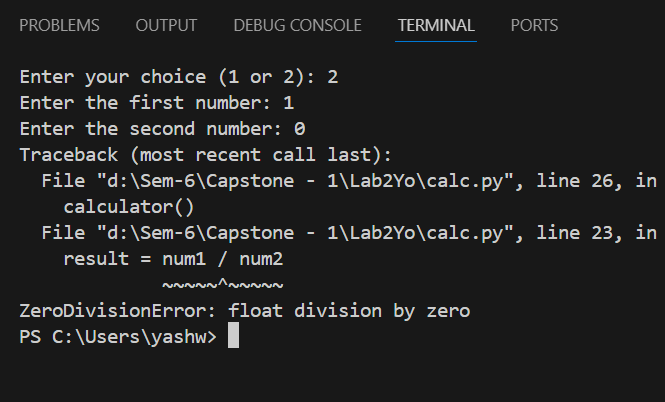 PROBLEMS OUTPUT DEBUG CONSOLE TERMINAL PORTS
Enter your choice (1 or 2): 2
Enter the first number: 1
Enter the second number: 0
Traceback (most recent call last):
  File "d:\Sem-6\Capstone - 1\Lab2Yo\calc.py", line 26, in
    calculator()
  File "d:\Sem-6\Capstone - 1\Lab2Yo\calc.py", line 23, in
    result = num1 / num2
             ~~~~~^~~~~~
ZeroDivisionError: float division by zero
PS C:\Users\yashw>